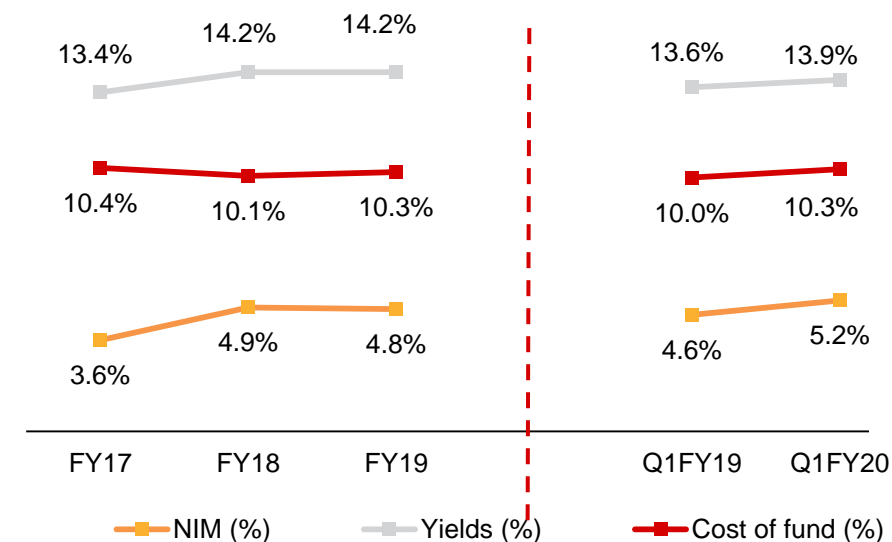 13.4% 14.2% 14.2% 13.6% 13.9%
10.4% 10.1% 10.3% 10.0% 10.3%
3.6% 4.9% 4.8% 4.6% 5.2%
FY17 FY18 FY19 Q1FY19 Q1FY20
NIM (%) Yields (%) Cost of fund (%)